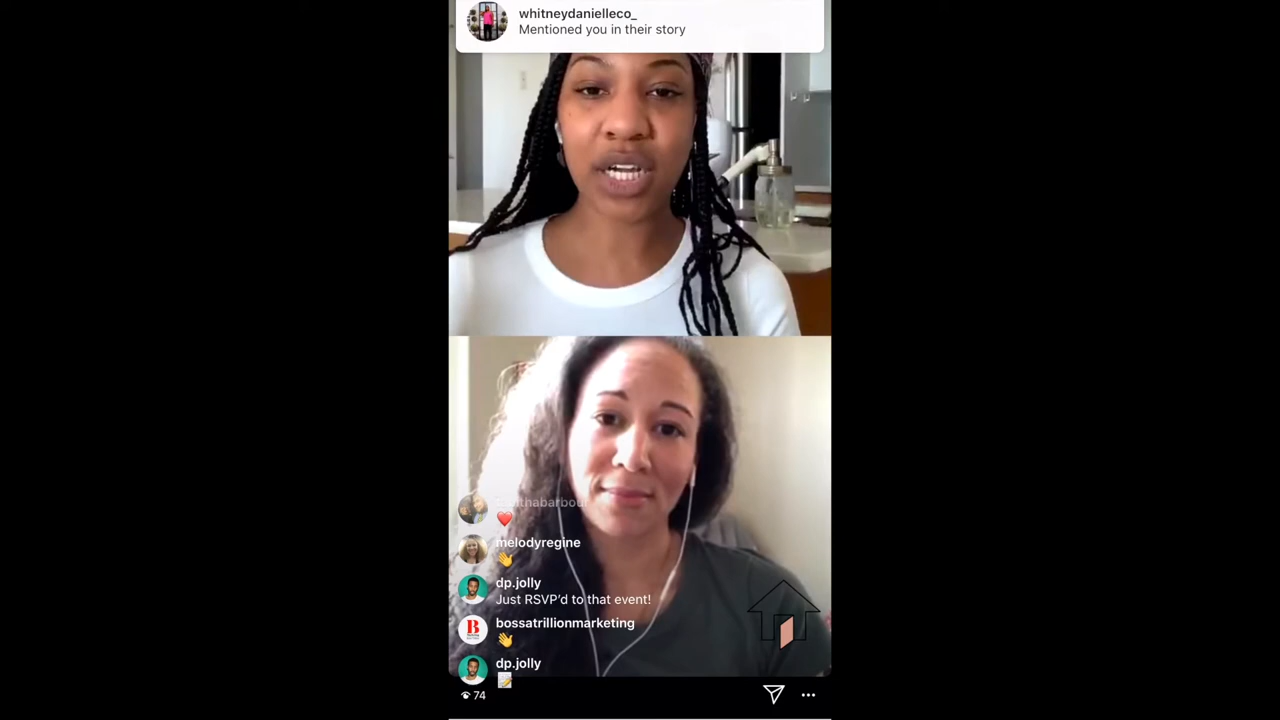 whitneydanielleco_
Mentioned you in their story
melodyregine
dp.jolly
Just RSVP'd to that event!
bossatrillionmarketing
dp.jolly
74